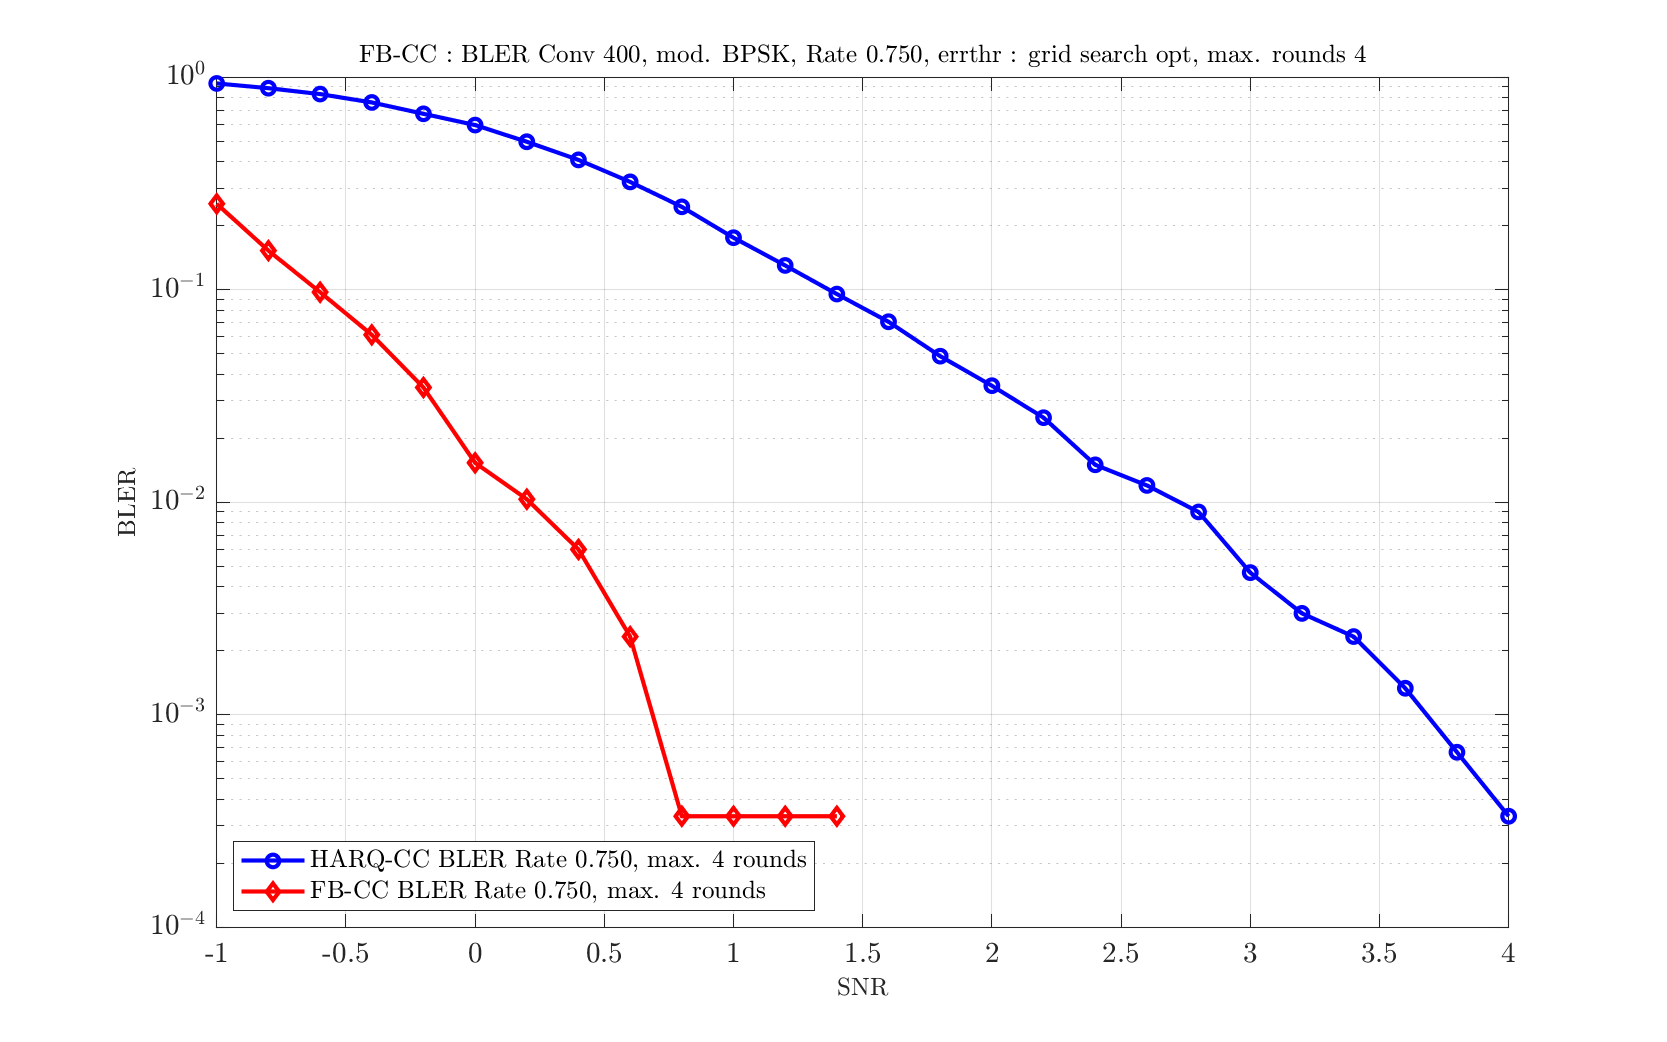 FB-CC : BLER Conv 400, mod. BPSK, Rate 0.750, errthr : grid search opt, max. rounds 4
10^0
10^{-1}
10^{-2}
10^{-3}
10^{-4}
BLER
HARQ-CC BLER Rate 0.750, max. 4 rounds
FB-CC BLER Rate 0.750, max. 4 rounds
-1 -0.5 0 0.5 1 1.5 2 2.5 3 3.5 4
SNR